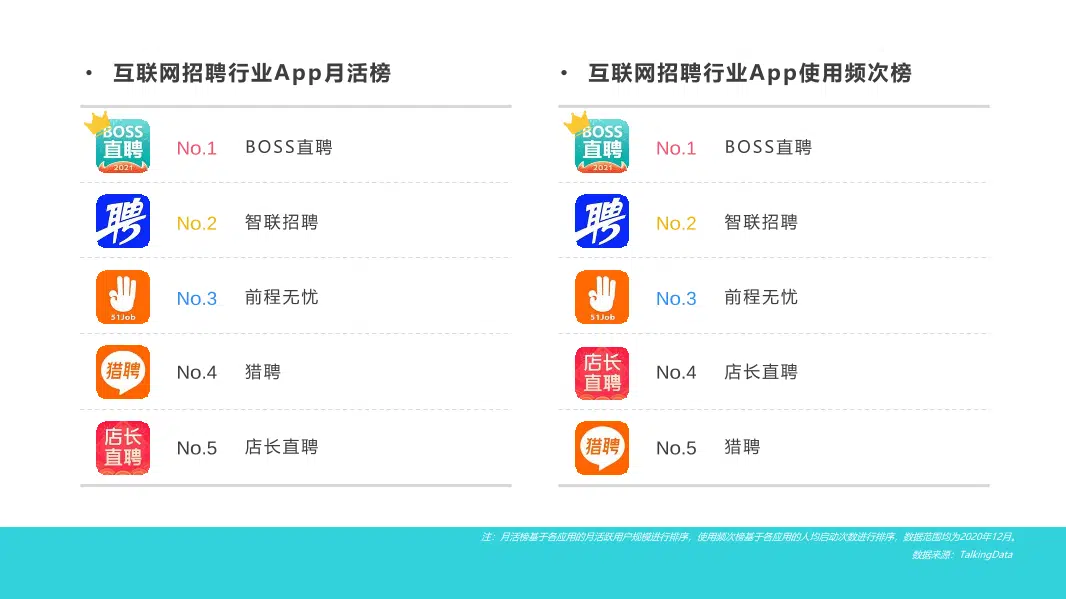 • 互联网招聘行业App月活榜
BOSS
直聘
2021
No.1 BOSS直聘
聘
No.2 智联招聘
51Job
No.3 前程无忧
猎聘
No.4 猎聘
店长
直聘
No.5 店长直聘
• 互联网招聘行业App使用频次榜
BOSS
直聘
2021
No.1 BOSS直聘
聘
No.2 智联招聘
51Job
No.3 前程无忧
店长
直聘
No.4 店长直聘
猎聘
No.5 猎聘
注：月活榜基于各应用的月活跃用户规模进行排序，使用频次榜基于各应用的人均启动次数进行排序，数据范围均为2020年12月。
数据来源：TalkingData